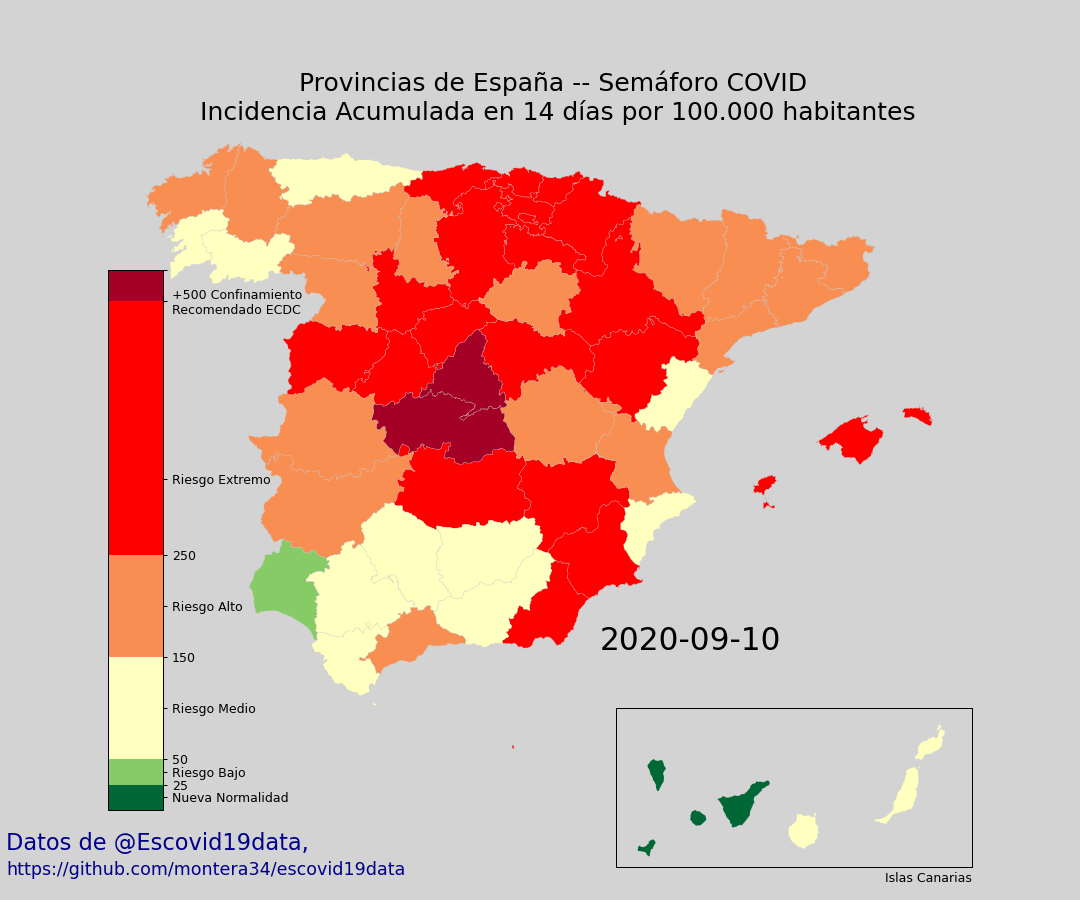 Provincias de España -- Semáforo COVID
Incidencia Acumulada en 14 días por 100.000 habitantes
+500 Confinamiento
Recomendado ECDC
Riesgo Extremo
250
Riesgo Alto
150
Riesgo Medio
50
Riesgo Bajo
25
Nueva Normalidad
2020-09-10
Datos de @Escovid19data,
https://github.com/montera34/escovid19data
Islas Canarias